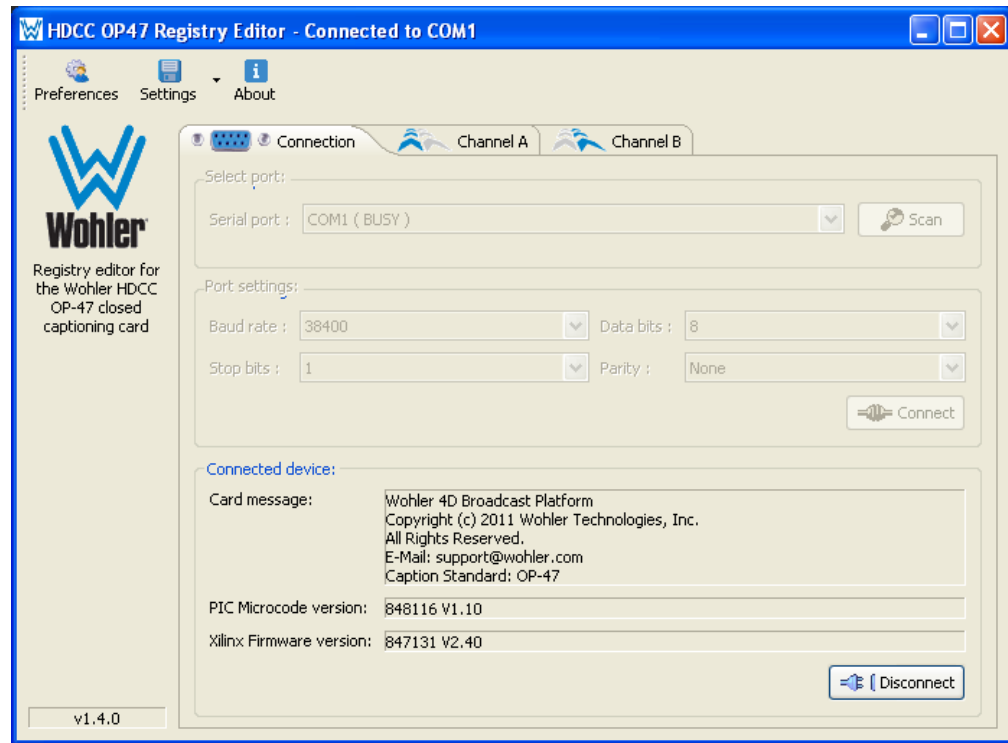 HDCC OP47 Registry Editor - Connected to COM1
Preferences
Settings
About
Wohler
Registry editor for
the Wohler HDCC
OP-47 closed
captioning card
v1.4.0
Connection
Channel A
Channel B
Select port:
Serial port :
COM1 ( BUSY )
Scan
Port settings:
Baud rate :
38400
Data bits :
8
Stop bits :
1
Parity :
None
Connect
Connected device:
Card message:
Wohler 4D Broadcast Platform
Copyright (c) 2011 Wohler Technologies, Inc.
All Rights Reserved.
E-Mail: support@wohler.com
Caption Standard: OP-47
PIC Microcode version:
848116 V1.10
Xilinx Firmware version:
847131 V2.40
Disconnect